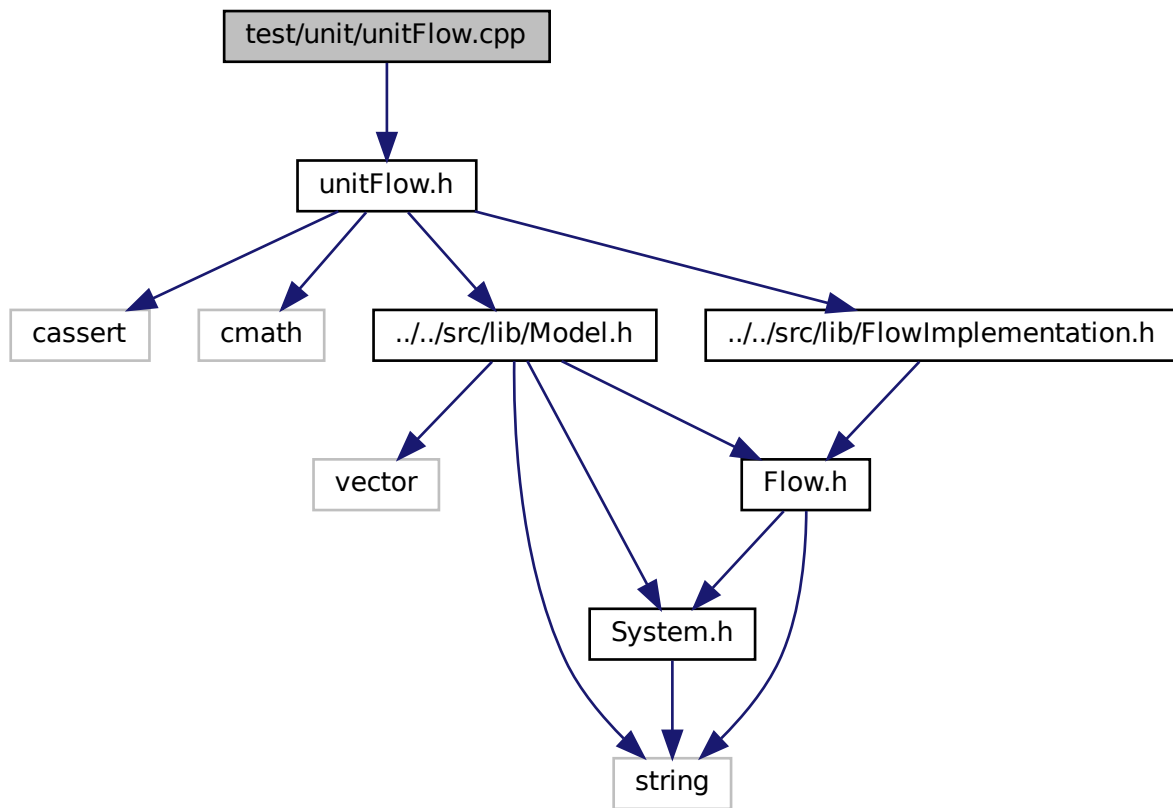 test/unit/unitFlow.cpp
unitFlow.h
cassert
cmath
../../src/lib/Model.h
../../src/lib/FlowImplementation.h
vector
Flow.h
System.h
string